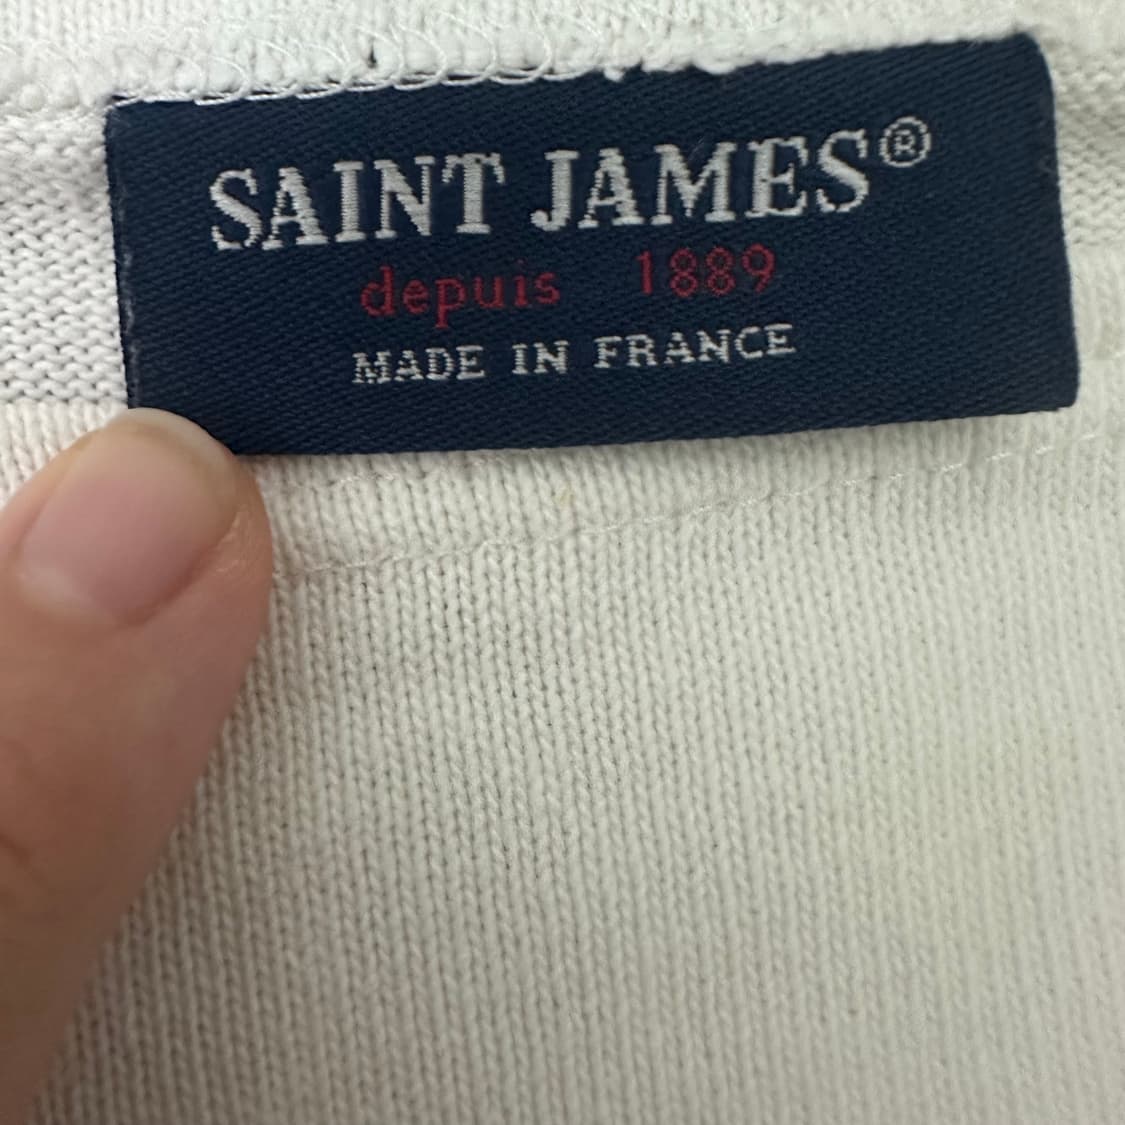 SAINT JAMES®
depuis 1889
MADE IN FRANCE